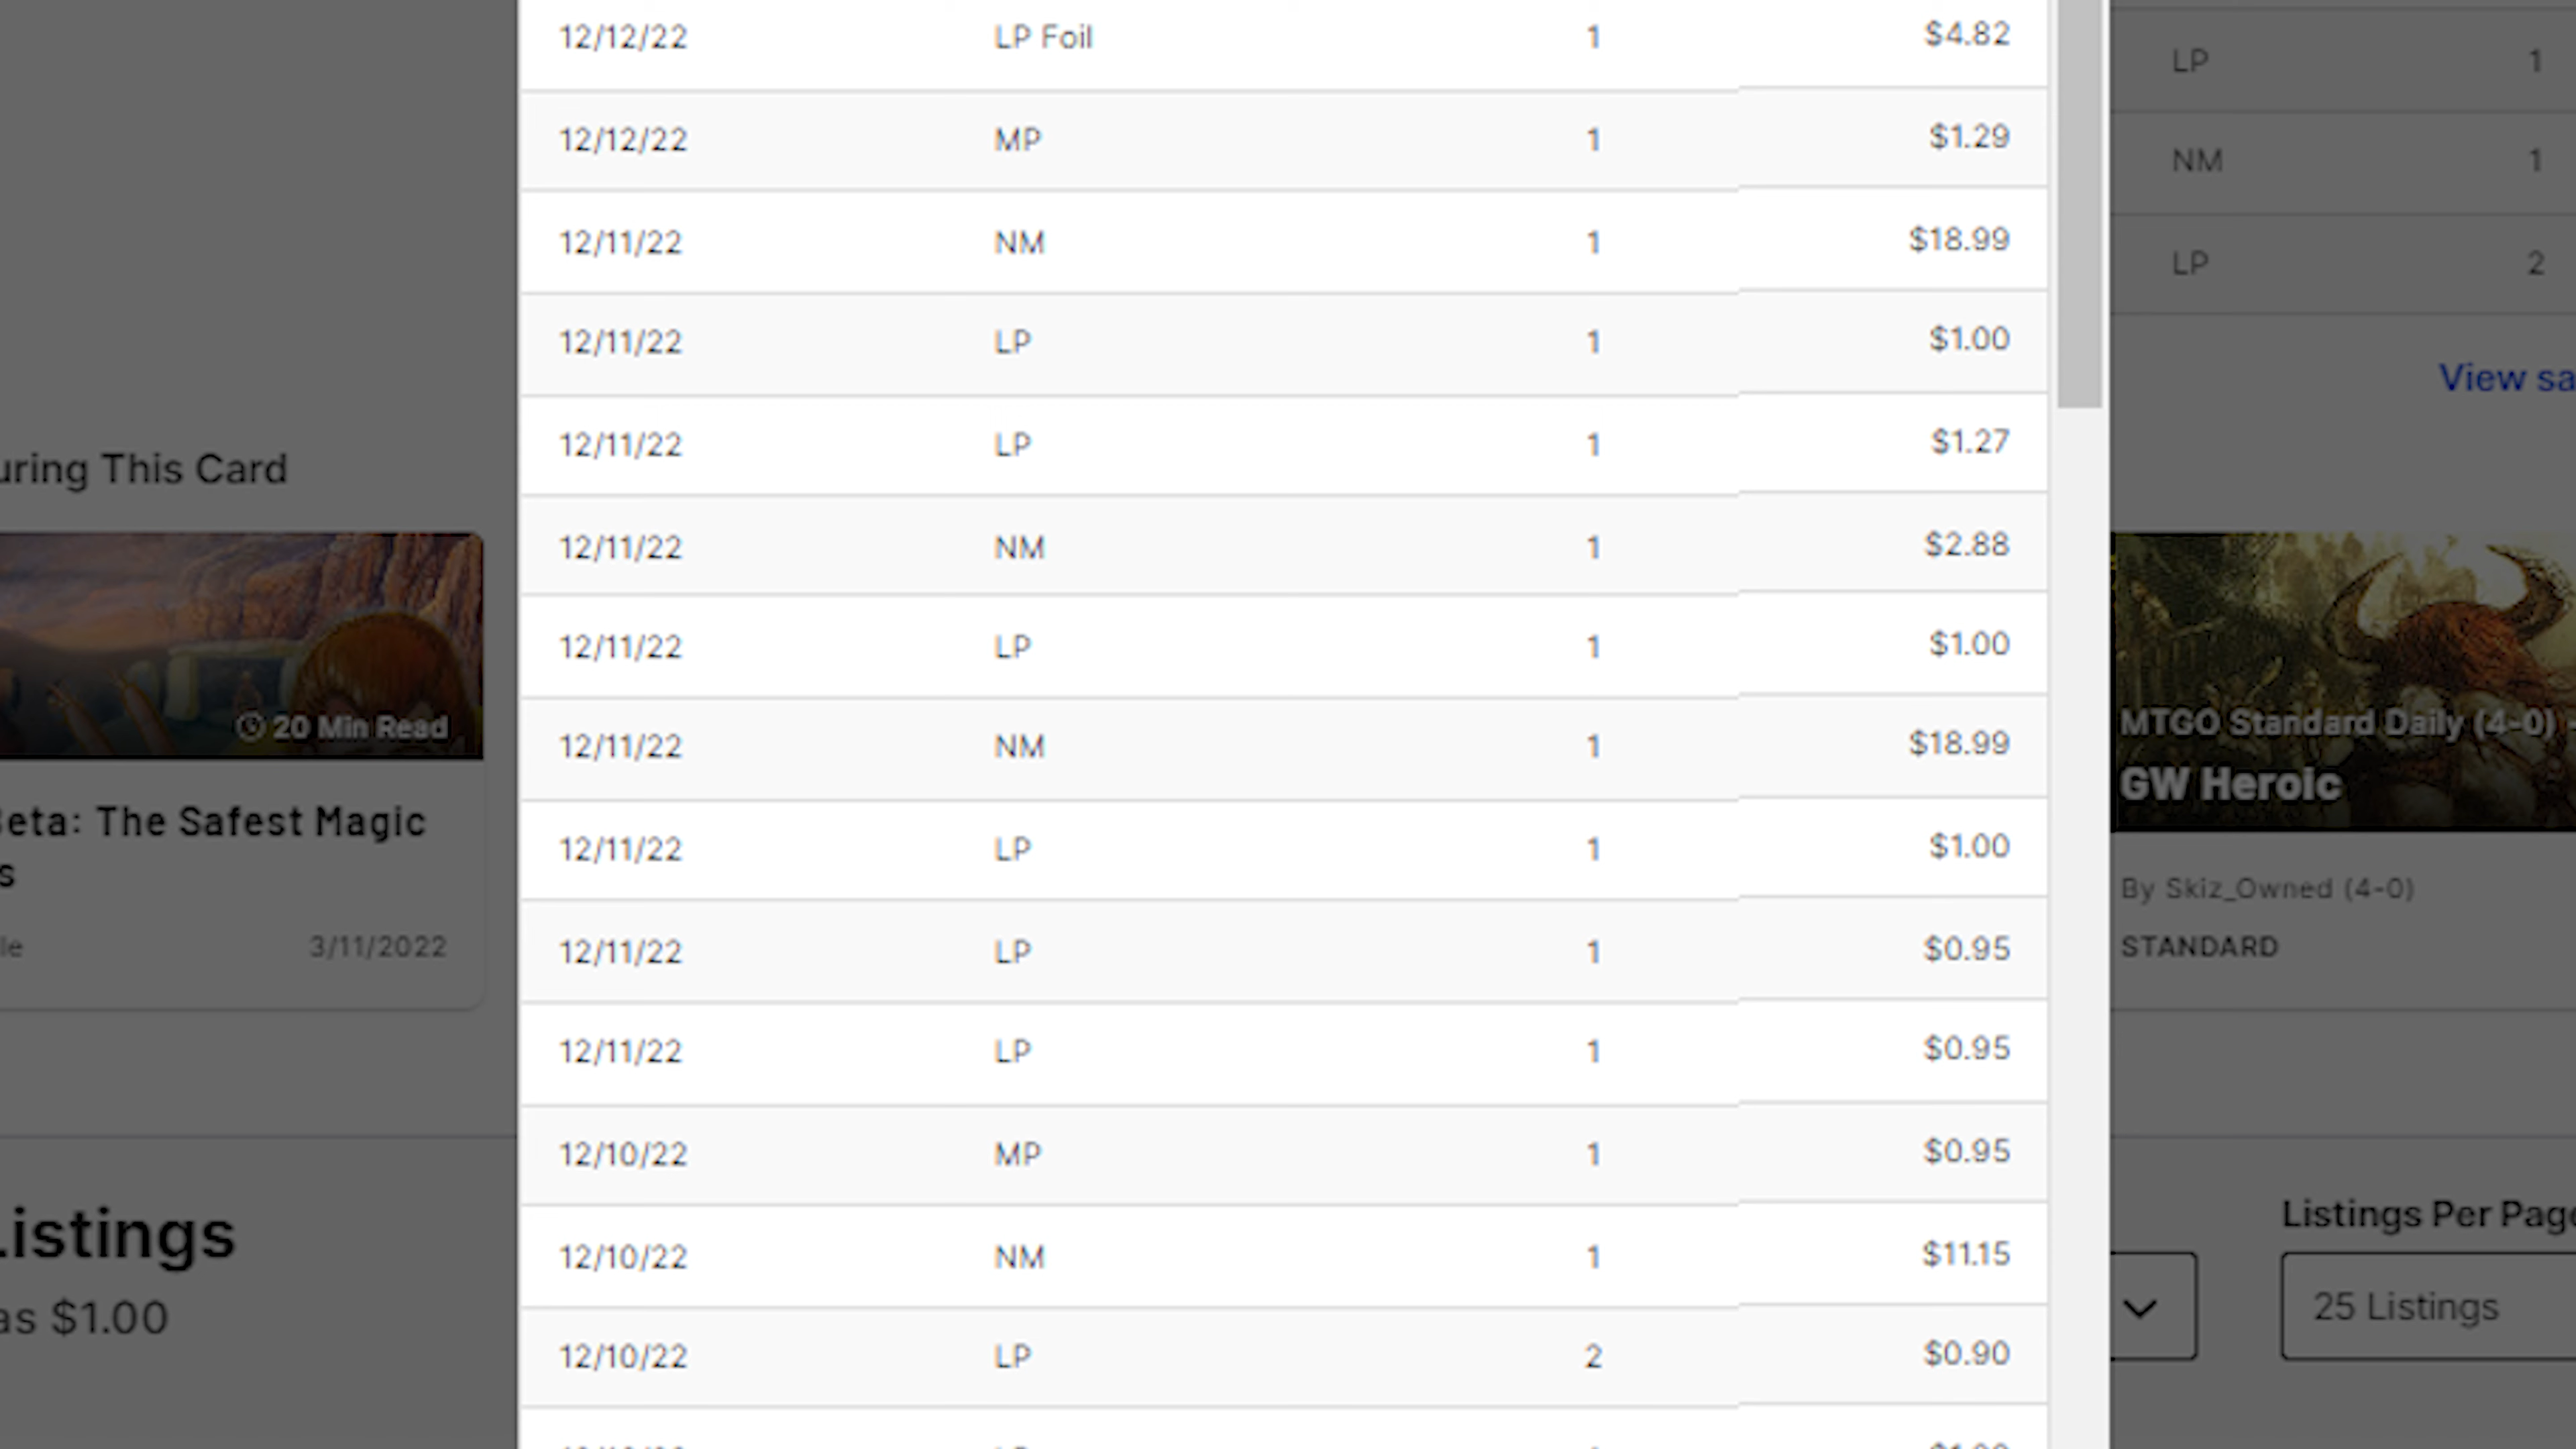 12/12/22 LP Foil 1 $4.82
12/12/22 MP 1 $1.29
12/11/22 NM 1 $18.99
12/11/22 LP 1 $1.00
12/11/22 LP 1 $1.27
12/11/22 NM 1 $2.88
12/11/22 LP 1 $1.00
12/11/22 NM 1 $18.99
12/11/22 LP 1 $1.00
12/11/22 LP 1 $0.95
12/11/22 LP 1 $0.95
12/10/22 MP 1 $0.95
12/10/22 NM 1 $11.15
12/10/22 LP 2 $0.90
uring This Card
20 Min Read
Beta: The Safest Magic
s
le 3/11/2022
Listings
as $1.00
LP 1
NM 1
LP 2
View sa
MTGO Standard Daily (4-0) -
GW Heroic
By Skiz_Owned (4-0)
STANDARD
Listings Per Page
25 Listings